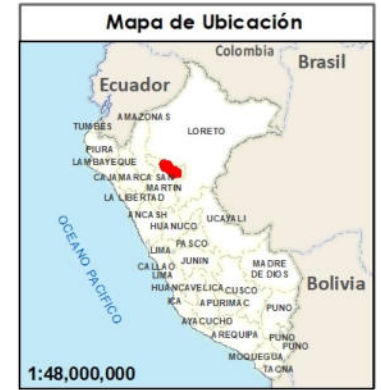 Mapa de Ubicación
Colombia
Brasil
Ecuador
AMAZONAS
TUMBES
LORETO
PIURA
LAMBAYEQUE
CAJAMARCA SAN
MARTIN
LA LIBERTAD
ANCASH
UCAYALI
HUANUCO
OCEANO PACIFICO
PASCO
LIMA
JUNIN
CALLAO
LIMA
MADRE
DE DIOS
Bolivia
HUANCAVELICA
CUSCO
ICA
APURIMAC
PUNO
AYACUCHO
AREQUIPA
PUNO
PUNO
MOQUEGUA
TACNA
1:48,000,000